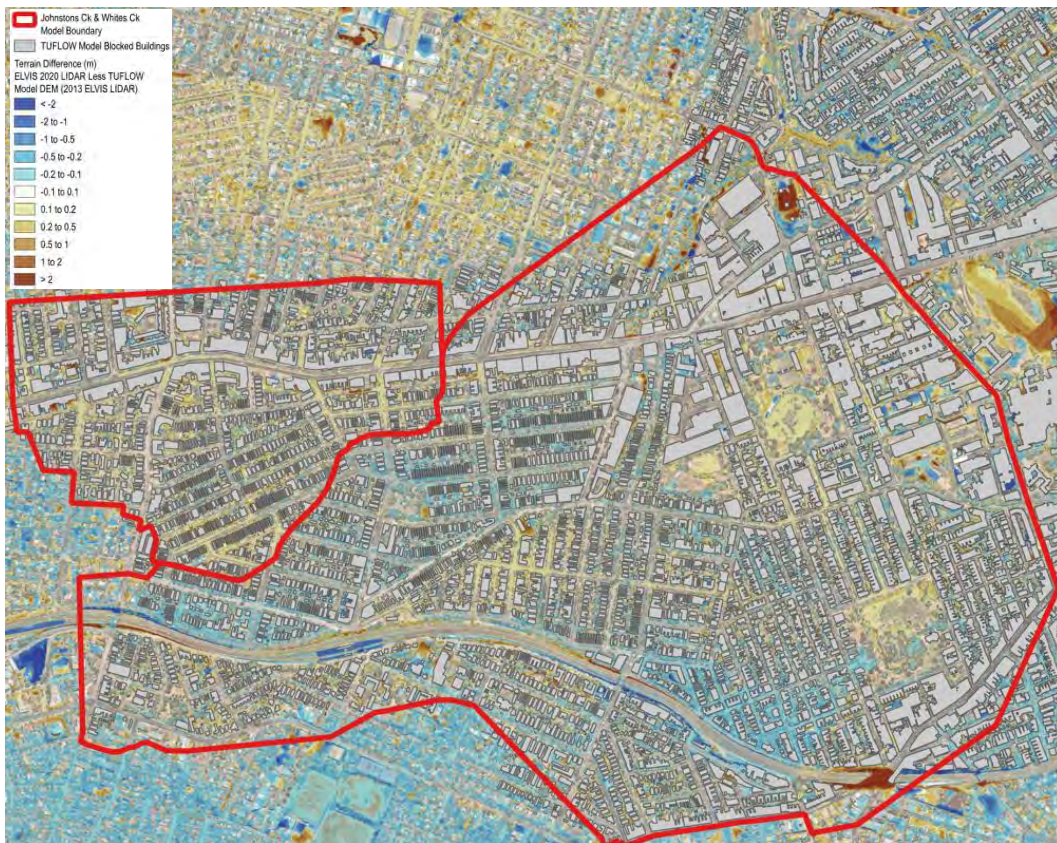 Johnstons Ck & Whites Ck
Model Boundary
TUFLOW Model Blocked Buildings
Terrain Difference (m)
ELVIS 2020 LIDAR Less TUFLOW
Model DEM (2013 ELVIS LIDAR)
< -2
-2 to -1
-1 to -0.5
-0.5 to -0.2
-0.2 to -0.1
-0.1 to 0.1
0.1 to 0.2
0.2 to 0.5
0.5 to 1
1 to 2
> 2